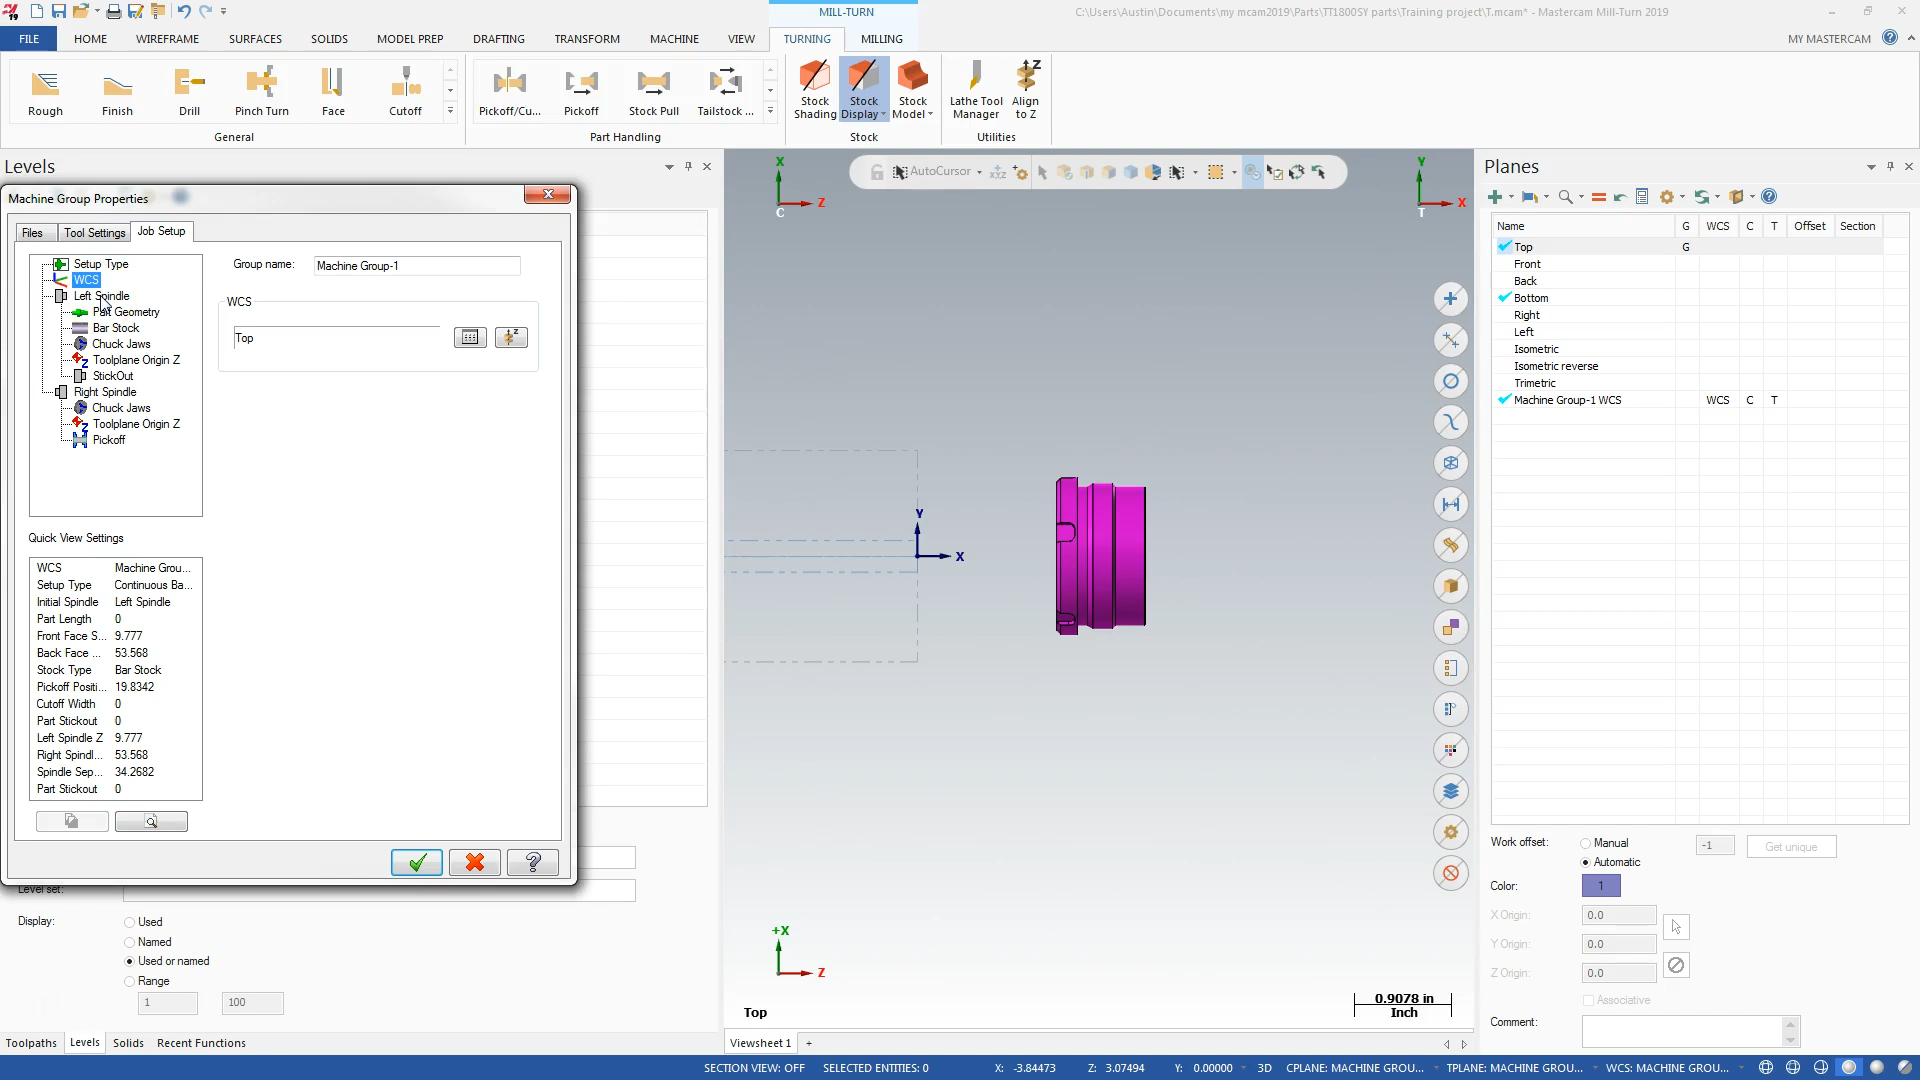 19
MILL-TURN
C:\Users\Austin\Documents\my mcam2019\Parts\TT1800SY parts\Training project\T.mcam* - Mastercam Mill-Turn 2019
FILE HOME WIREFRAME SURFACES SOLIDS MODEL PREP DRAFTING TRANSFORM MACHINE VIEW TURNING MILLING MY MASTERCAM
Rough Finish Drill Pinch Turn Face Cutoff
Pickoff/Cu... Pickoff Stock Pull Tailstock ...
Stock Shading Stock Display Stock Model Lathe Tool Manager Align to Z
General Part Handling Stock Utilities
Levels
Machine Group Properties
Files Tool Settings Job Setup
Setup Type
WCS
Left Spindle
Part Geometry
Bar Stock
Chuck Jaws
Toolplane Origin Z
StickOut
Right Spindle
Chuck Jaws
Toolplane Origin Z
Pickoff
Group name: Machine Group-1
WCS
Top
Quick View Settings
WCS Machine Grou...
Setup Type Continuous Ba...
Initial Spindle Left Spindle
Part Length 0
Front Face S... 9.777
Back Face ... 53.568
Stock Type Bar Stock
Pickoff Positi... 19.8342
Cutoff Width 0
Part Stickout 0
Left Spindle Z 9.777
Right Spindl... 53.568
Spindle Sep... 34.2682
Part Stickout 0
Level set:
Display:
Used
Named
Used or named
Range
1 100
Toolpaths Levels Solids Recent Functions
X
Z
C
AutoCursor
Y
X
T
Y
X
+X
Z
Top
0.9078 in
Inch
Viewsheet 1 +
Planes
Name G WCS C T Offset Section
Top G
Front
Back
Bottom
Right
Left
Isometric
Isometric reverse
Trimetric
Machine Group-1 WCS WCS C T
Work offset: Manual -1 Get unique
Automatic
Color: 1
X Origin: 0.0
Y Origin: 0.0
Z Origin: 0.0
Associative
Comment:
SECTION VIEW: OFF SELECTED ENTITIES: 0 X: -3.84473 Z: 3.07494 Y: 0.00000 3D CPLANE: MACHINE GROU... TPLANE: MACHINE GROU... WCS: MACHINE GROU...